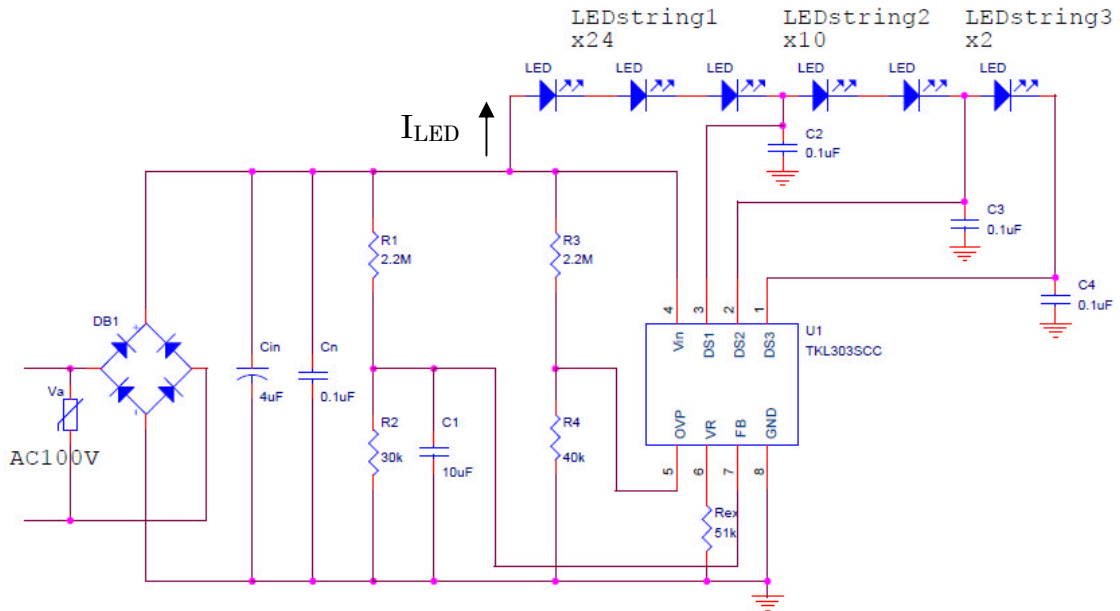 LEDstring1 LEDstring2 LEDstring3
x24 x10 x2
LED LED LED LED LED LED
ILED
C2
0.1uF
C3
0.1uF
C4
0.1uF
R1
2.2M
R3
2.2M
4 3 2 1
U1
TKL303SCC
Vin DS1 DS2 DS3
DB1
+
-
Cin
4uF
Cn
0.1uF
Va
AC100V
R2
30k
C1
10uF
R4
40k
OVP VR FB GND
5 6 7 8
Rex
51k